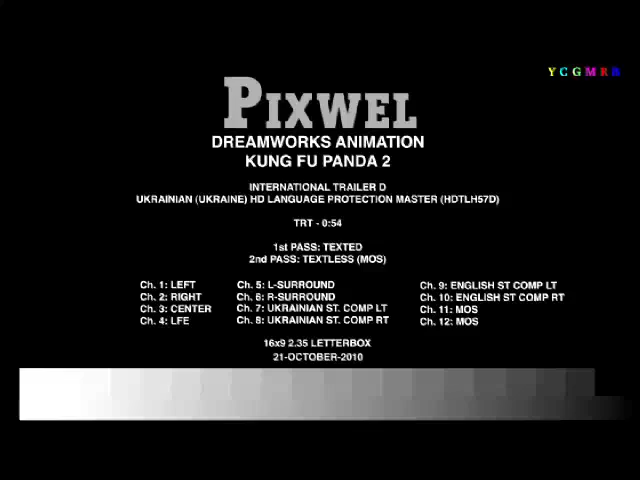 Y C G M R B
PIXWEL
DREAMWORKS ANIMATION
KUNG FU PANDA 2
INTERNATIONAL TRAILER D
UKRAINIAN (UKRAINE) HD LANGUAGE PROTECTION MASTER (HDTLH57D)
TRT - 0:54
1st PASS: TEXTED
2nd PASS: TEXTLESS (MOS)
Ch. 1: LEFT
Ch. 2: RIGHT
Ch. 3: CENTER
Ch. 4: LFE
Ch. 5: L-SURROUND
Ch. 6: R-SURROUND
Ch. 7: UKRAINIAN ST. COMP LT
Ch. 8: UKRAINIAN ST. COMP RT
Ch. 9: ENGLISH ST COMP LT
Ch. 10: ENGLISH ST COMP RT
Ch. 11: MOS
Ch. 12: MOS
16x9 2.35 LETTERBOX
21-OCTOBER-2010